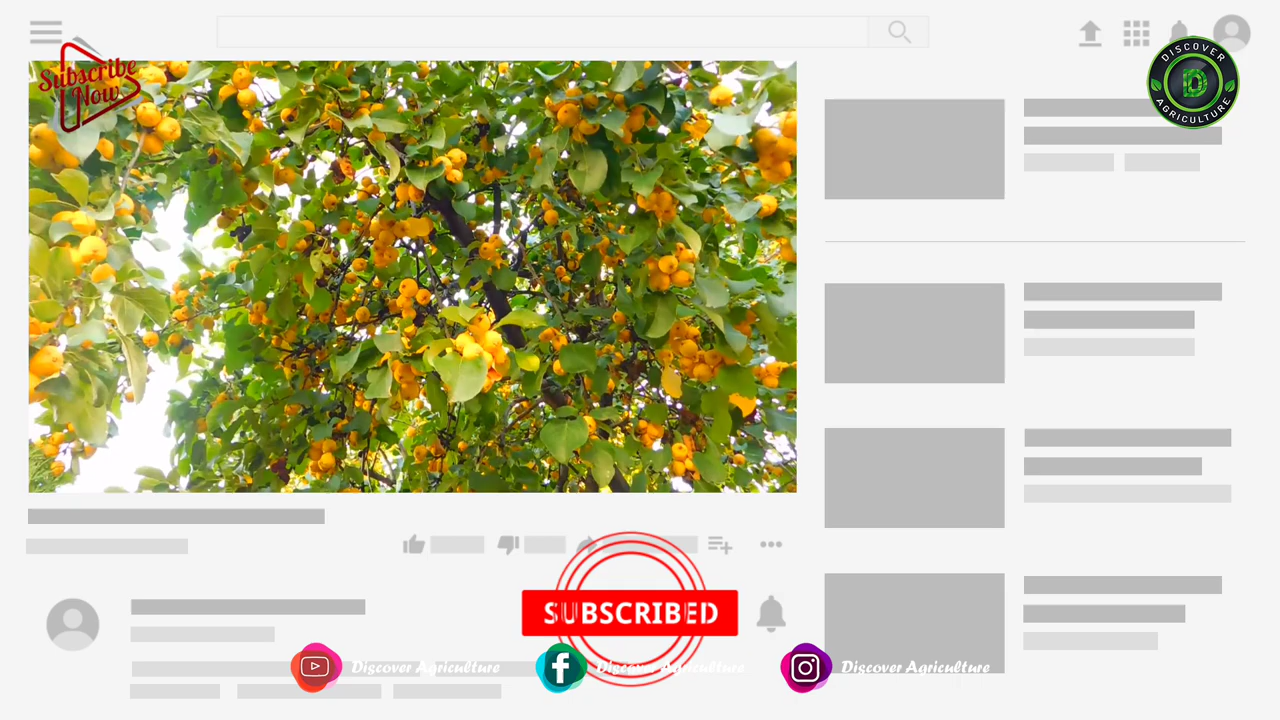 Subscribe
Now
DISCOVER
D
AGRICULTURE
SUBSCRIBED
Discover Agriculture
Discover Agriculture
Discover Agriculture